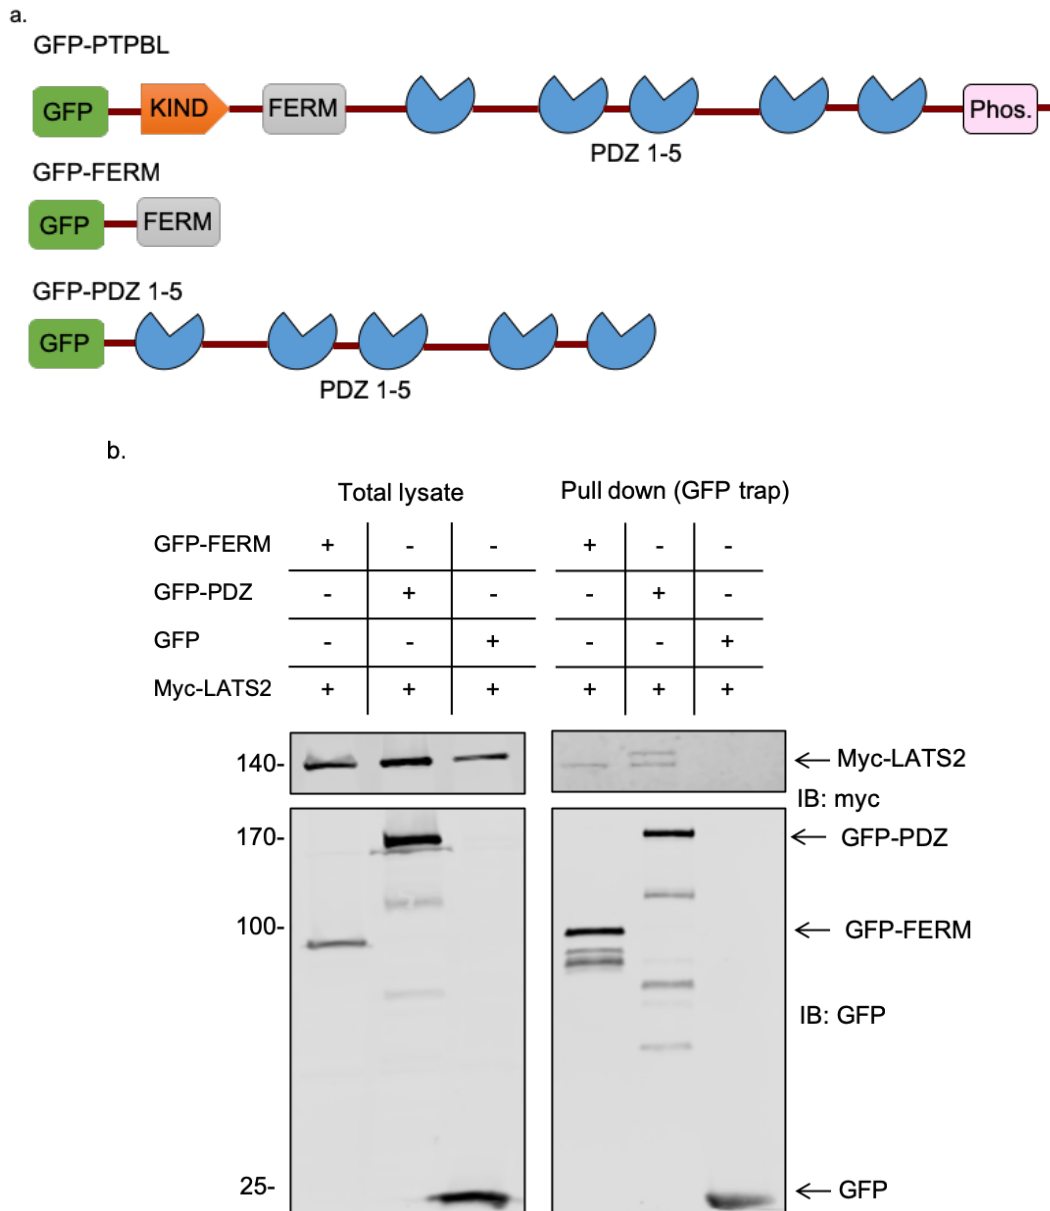 a.
GFP-PTPBL
GFP KIND FERM Phos.
PDZ 1-5
GFP-FERM
GFP FERM
GFP-PDZ 1-5
GFP
PDZ 1-5
b.
Total lysate Pull down (GFP trap)
GFP-FERM + - - + - -
GFP-PDZ - + - - + -
GFP - - + - - +
Myc-LATS2 + + + + + +
140- Myc-LATS2
IB: myc
170- GFP-PDZ
100- GFP-FERM
IB: GFP
25- GFP